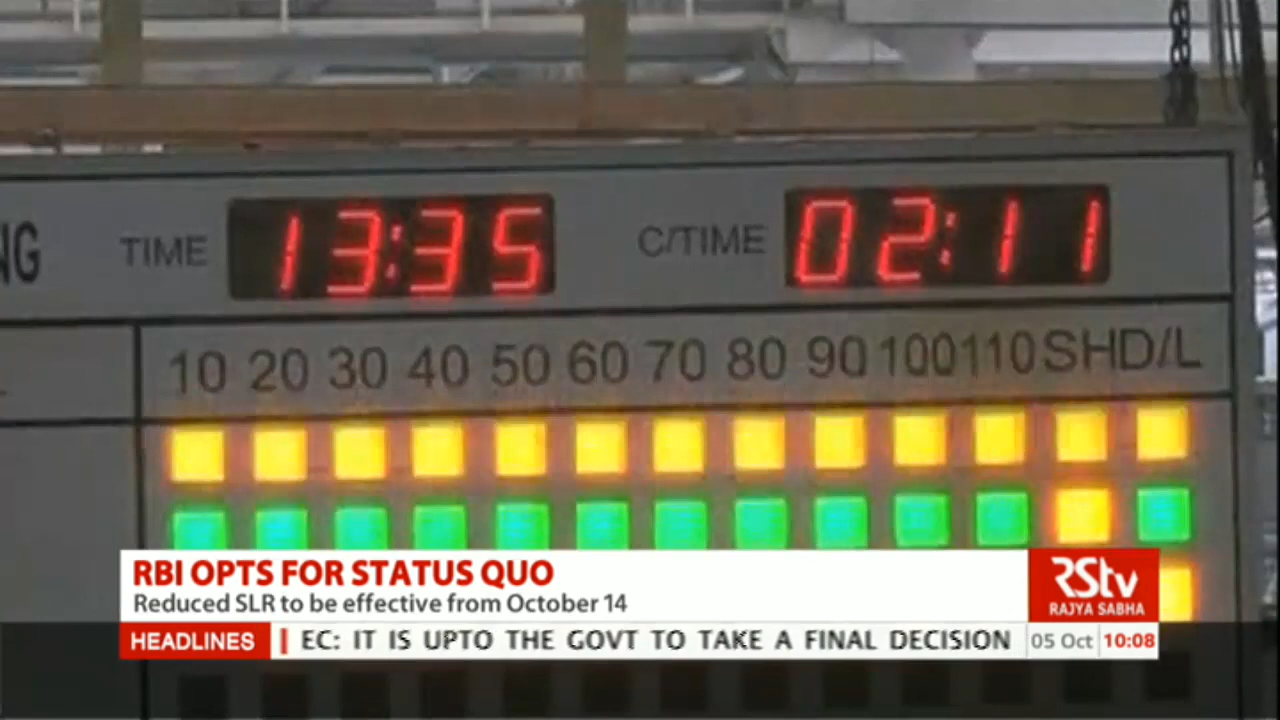 NG TIME 13:35 C/TIME 02:11
10 20 30 40 50 60 70 80 90 100 110 SHD/L
RBI OPTS FOR STATUS QUO
Reduced SLR to be effective from October 14
RStv
RAJYA SABHA
HEADLINES EC: IT IS UPTO THE GOVT TO TAKE A FINAL DECISION 05 Oct 10:08